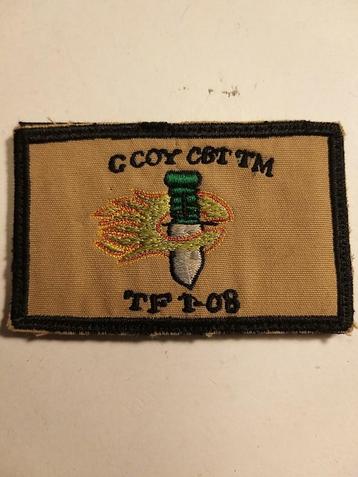 G COY CBT TM
TF 1-08